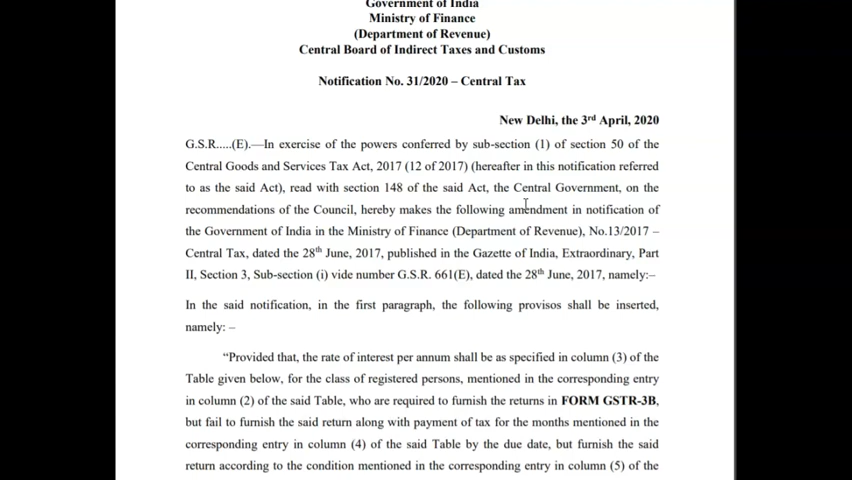 Government of India
Ministry of Finance
(Department of Revenue)
Central Board of Indirect Taxes and Customs
Notification No. 31/2020 – Central Tax
New Delhi, the 3rd April, 2020
G.S.R.....(E).—In exercise of the powers conferred by sub-section (1) of section 50 of the
Central Goods and Services Tax Act, 2017 (12 of 2017) (hereafter in this notification referred
to as the said Act), read with section 148 of the said Act, the Central Government, on the
recommendations of the Council, hereby makes the following amendment in notification of
the Government of India in the Ministry of Finance (Department of Revenue), No.13/2017 –
Central Tax, dated the 28th June, 2017, published in the Gazette of India, Extraordinary, Part
II, Section 3, Sub-section (i) vide number G.S.R. 661(E), dated the 28th June, 2017, namely:–
In the said notification, in the first paragraph, the following provisos shall be inserted,
namely: –
“Provided that, the rate of interest per annum shall be as specified in column (3) of the
Table given below, for the class of registered persons, mentioned in the corresponding entry
in column (2) of the said Table, who are required to furnish the returns in FORM GSTR-3B,
but fail to furnish the said return along with payment of tax for the months mentioned in the
corresponding entry in column (4) of the said Table by the due date, but furnish the said
return according to the condition mentioned in the corresponding entry in column (5) of the